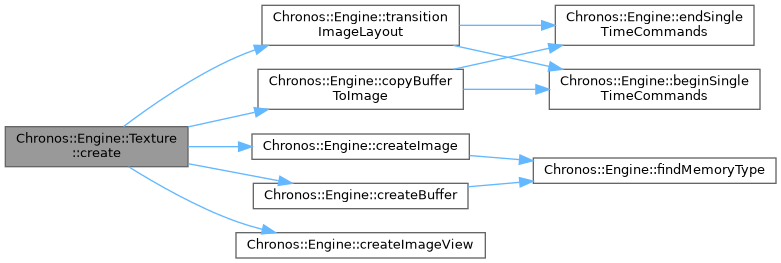 Chronos::Engine::Texture
::create
Chronos::Engine::transition
ImageLayout
Chronos::Engine::copyBuffer
ToImage
Chronos::Engine::createImage
Chronos::Engine::createBuffer
Chronos::Engine::createImageView
Chronos::Engine::endSingle
TimeCommands
Chronos::Engine::beginSingle
TimeCommands
Chronos::Engine::findMemoryType